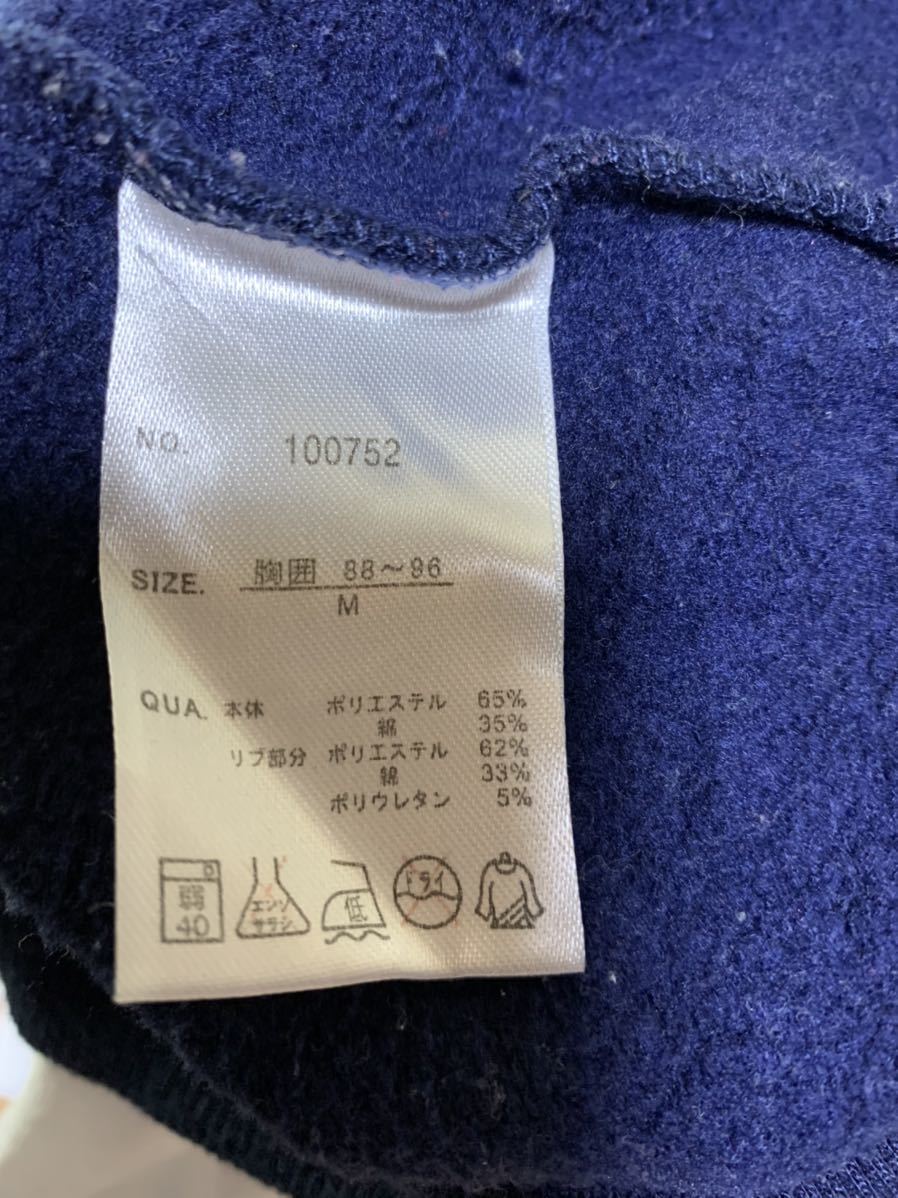 NO. 100752
SIZE. 胸囲 88～96
M
QUA. 本体 ポリエステル 65%
綿 35%
リブ部分 ポリエステル 62%
綿 33%
ポリウレタン 5%
弱 エンソ 低 ドライ
40 サラシ